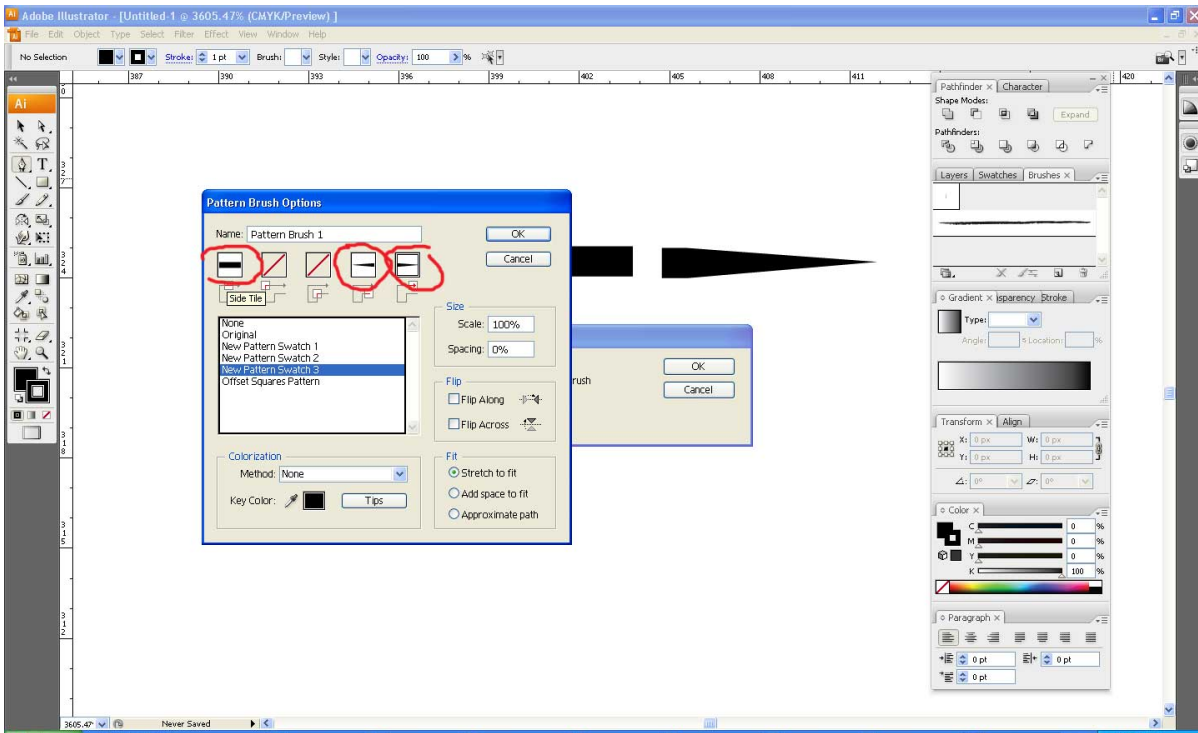 Adobe Illustrator - [Untitled-1 @ 3605.47% (CMYK/Preview) ]
File Edit Object Type Select Filter Effect View Window Help
No Selection Stroke: 1 pt Brush: Style: Opacity: 100 %
387 390 393 396 399 402 405 408 411 420
Ai
Pathfinder × Character
Shape Modes:
Expand
Pathfinders:
Layers Swatches Brushes ×
Pattern Brush Options
Name: Pattern Brush 1
OK
Cancel
Side Tile
None
Original
New Pattern Swatch 1
New Pattern Swatch 2
New Pattern Swatch 3
Offset Squares Pattern
Size
Scale: 100%
Spacing: 0%
Flip
Flip Along
Flip Across
Colorization
Method: None
Key Color: Tips
Fit
Stretch to fit
Add space to fit
Approximate path
OK
rush
Cancel
Gradient × isparency Stroke
Type:
Angle: ° Location: %
Transform × Align
X: 0 px W: 0 px
Y: 0 px H: 0 px
0° 0°
Color ×
C 0 %
M 0 %
Y 0 %
K 100 %
Paragraph ×
0 pt 0 pt
0 pt
3605.47 Never Saved